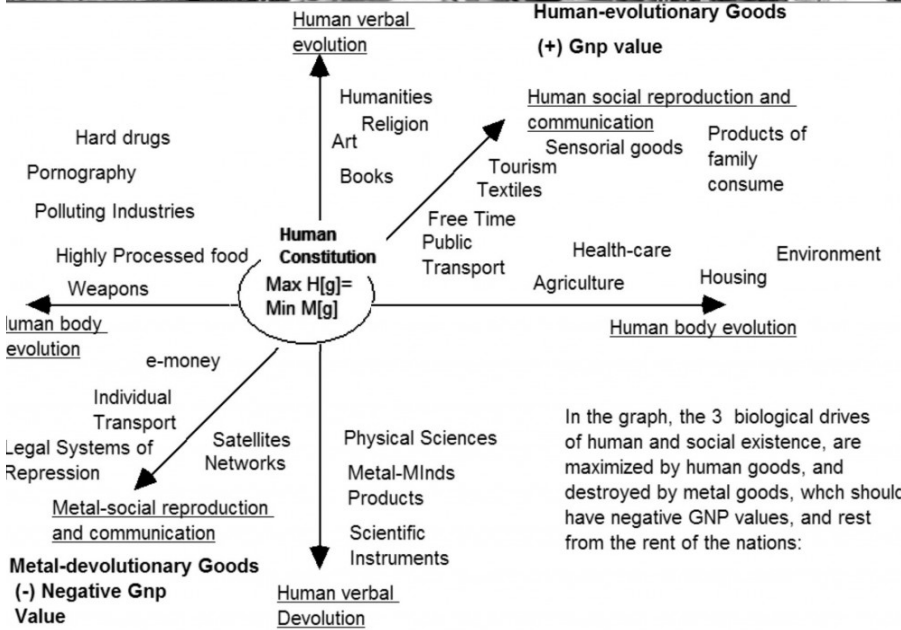 Human verbal
evolution
Human-evolutionary Goods
(+) Gnp value
Humanities
Religion
Art
Books
Human social reproduction and
communication
Sensorial goods
Products of
family
consume
Tourism
Textiles
Free Time
Public
Transport
Hard drugs
Pornography
Polluting Industries
Highly Processed food
Weapons
Human
Constitution
Max H[g]=
Min M[g]
Health-care
Environment
Agriculture
Housing
Human body evolution
uman body
evolution
e-money
Individual
Transport
Legal Systems of
Repression
Satellites
Networks
Metal-social reproduction
and communication
Physical Sciences
Metal-MInds
Products
Scientific
Instruments
Human verbal
Devolution
Metal-devolutionary Goods
(-) Negative Gnp
Value
In the graph, the 3 biological drives
of human and social existence, are
maximized by human goods, and
destroyed by metal goods, whch should
have negative GNP values, and rest
from the rent of the nations: